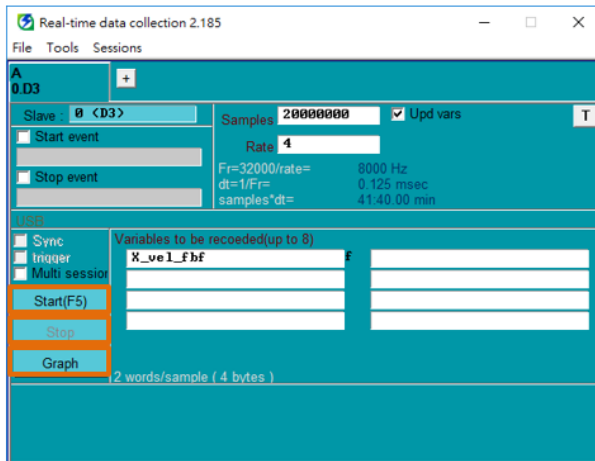 Real-time data collection 2.185
File Tools Sessions
A
0.D3
+
Slave : 0 <D3>
Samples 20000000
Upd vars
T
Start event
Rate 4
Stop event
Fr=32000/rate= 8000 Hz
dt=1/Fr= 0.125 msec
samples*dt= 41:40.00 min
USB
Sync
Variables to be recoeded(up to 8)
trigger
X_vel_fbf f
Multi session
Start(F5)
Stop
Graph
2 words/sample ( 4 bytes )